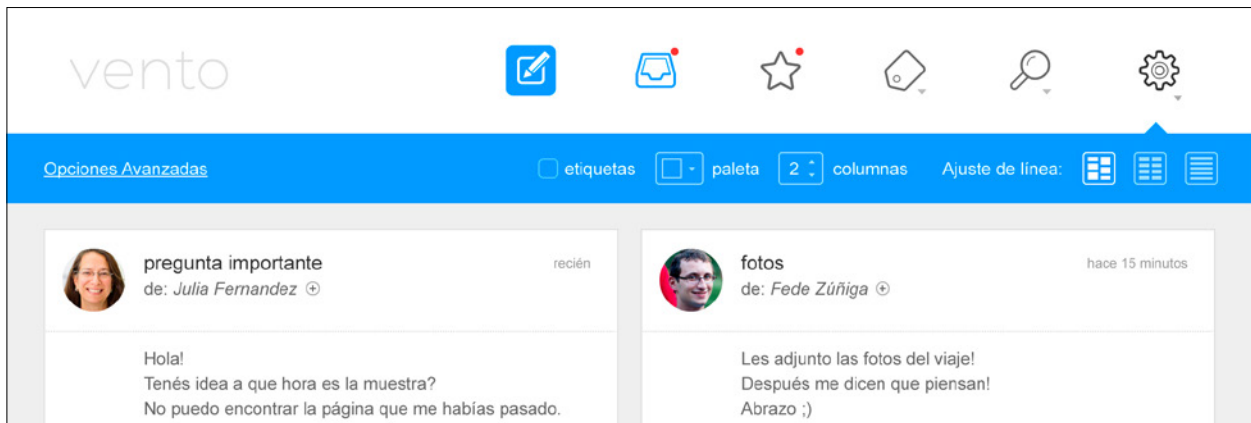 vento
Opciones Avanzadas
etiquetas
paleta
2
columnas
Ajuste de línea:
pregunta importante
recién
de: Julia Fernandez
Hola!
Tenés idea a que hora es la muestra?
No puedo encontrar la página que me habías pasado.
fotos
hace 15 minutos
de: Fede Zúñiga
Les adjunto las fotos del viaje!
Después me dicen que piensan!
Abrazo ;)